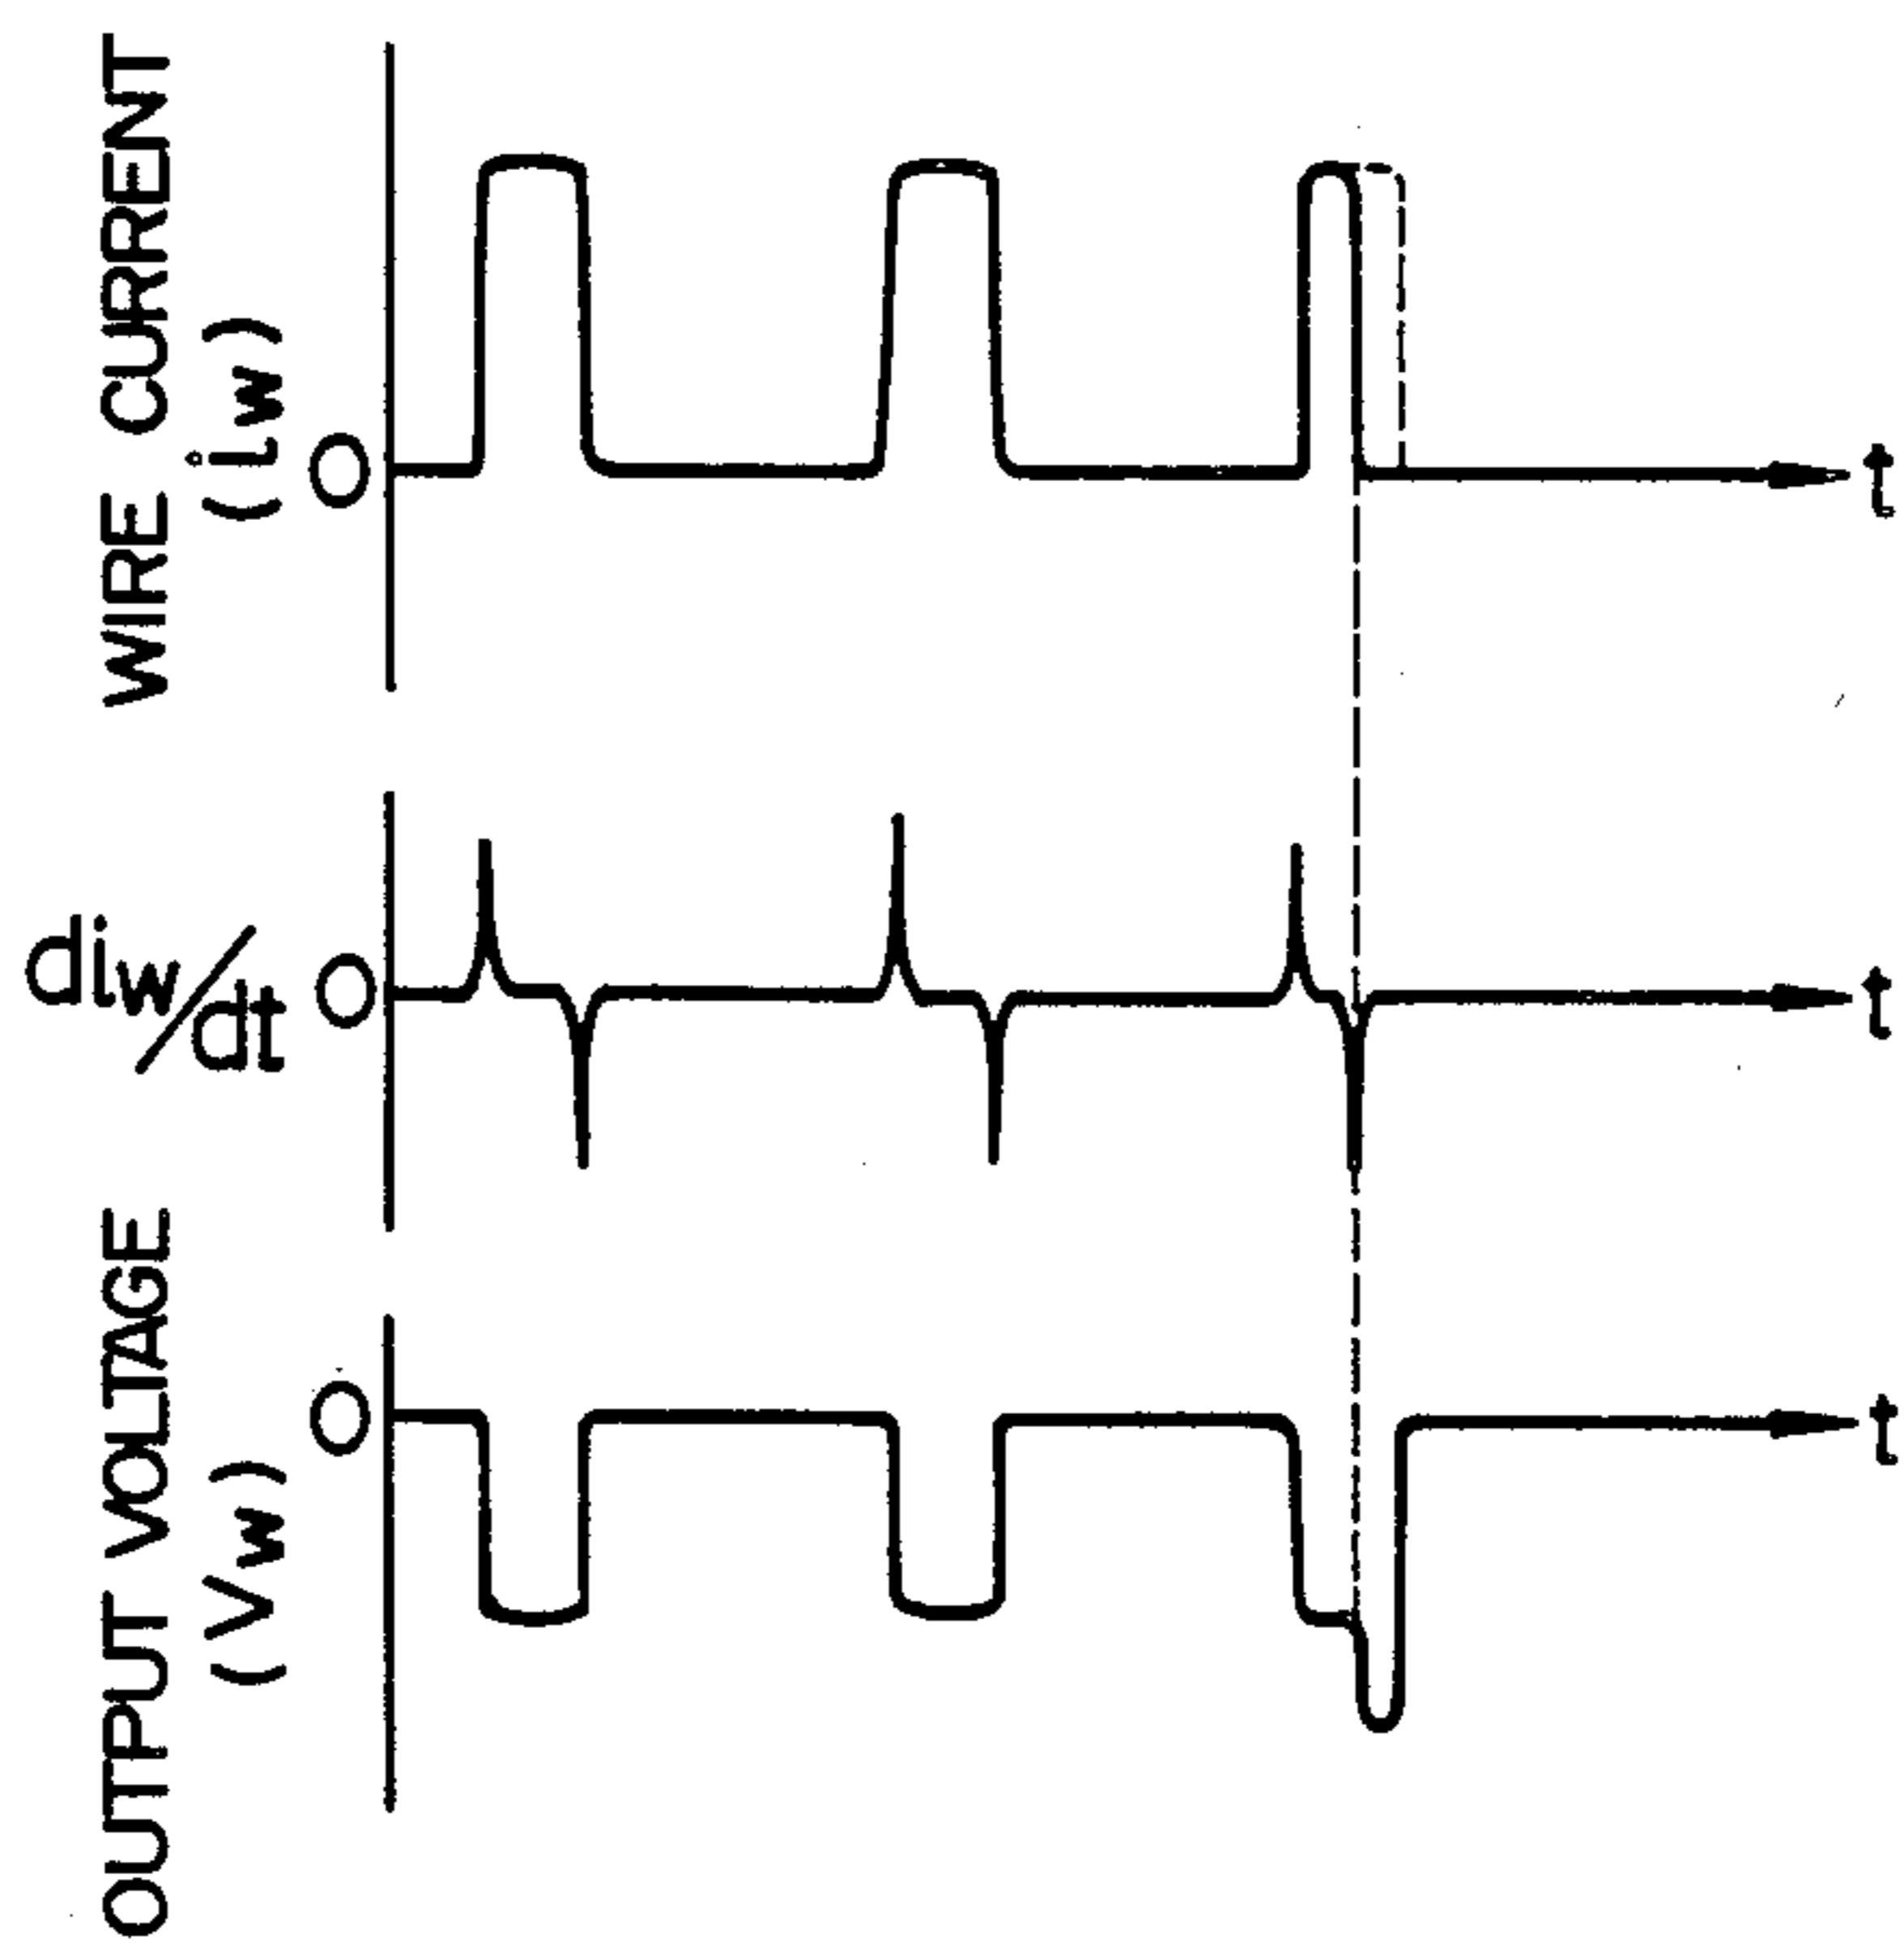 WIRE CURRENT
(iw)
O
t
diw/dt
O
t
OUTPUT VOLTAGE
(Vw)
O
t